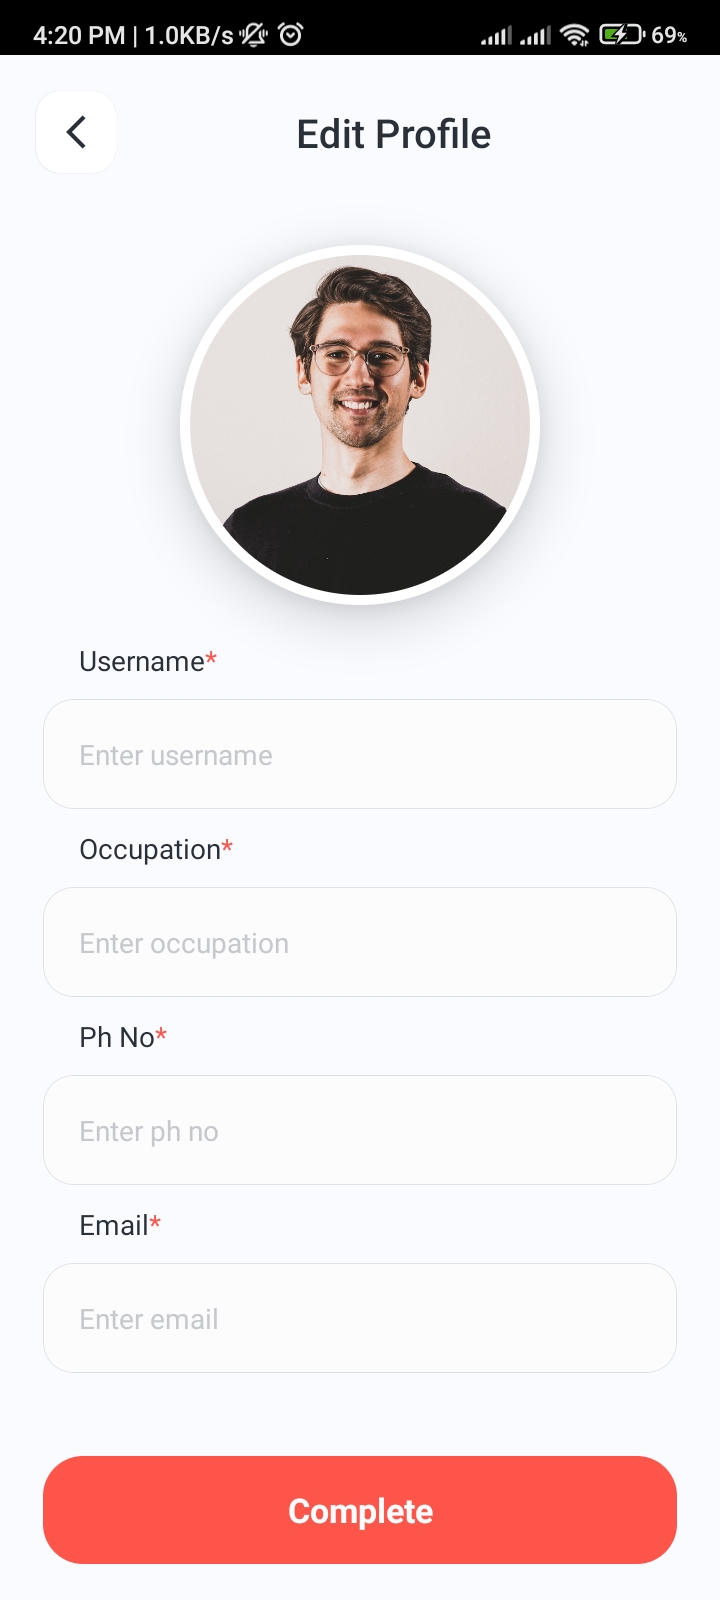 4:20 PM | 1.0KB/s 69%
Edit Profile
Username*
Enter username
Occupation*
Enter occupation
Ph No*
Enter ph no
Email*
Enter email
Complete